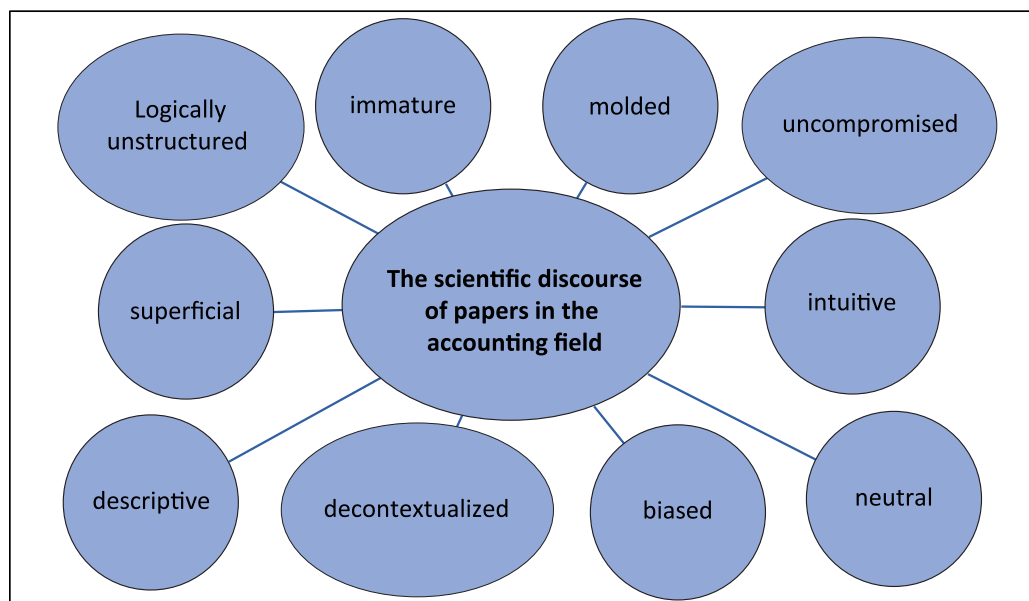 Logically
unstructured
immature
molded
uncompromised
superficial
The scientific discourse
of papers in the
accounting field
intuitive
descriptive
decontextualized
biased
neutral